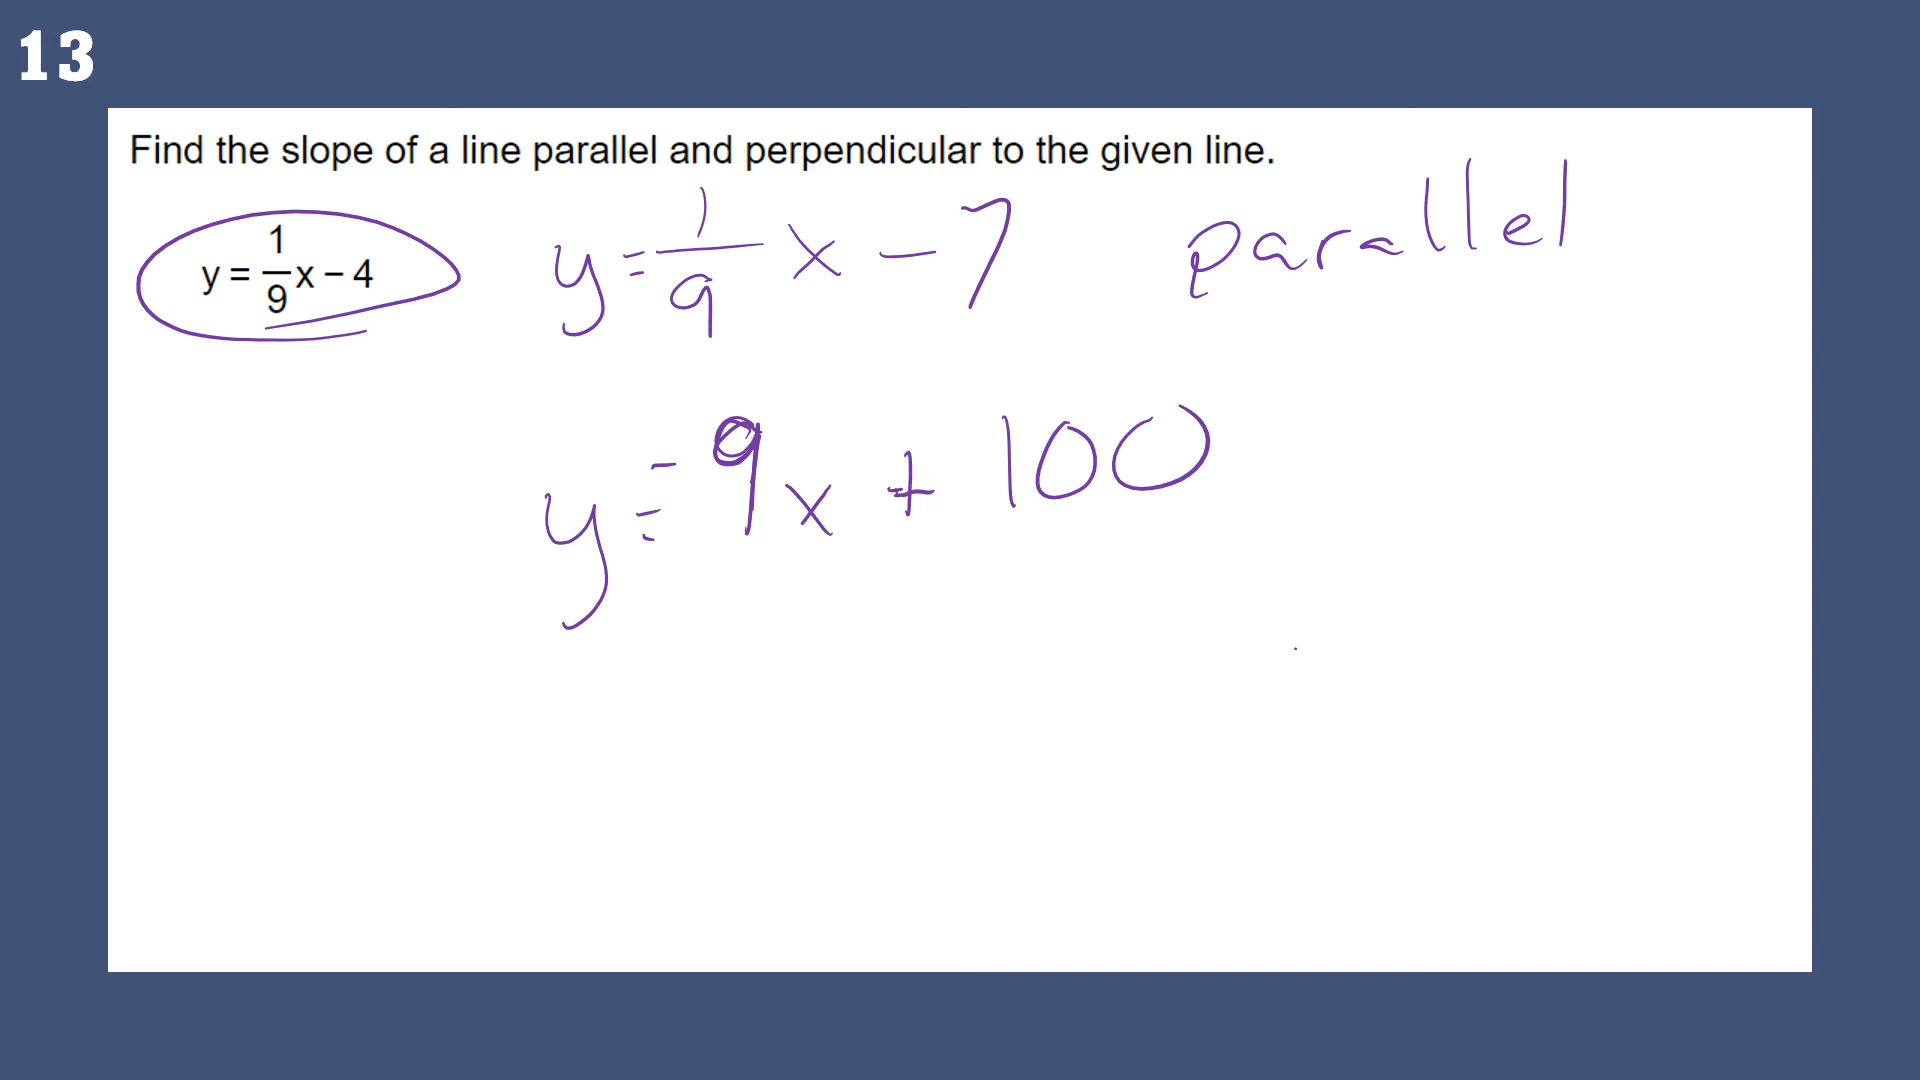 13
Find the slope of a line parallel and perpendicular to the given line.
y = 1/9 x − 4
y = 1/9 x − 7 parallel
y = -9x + 100